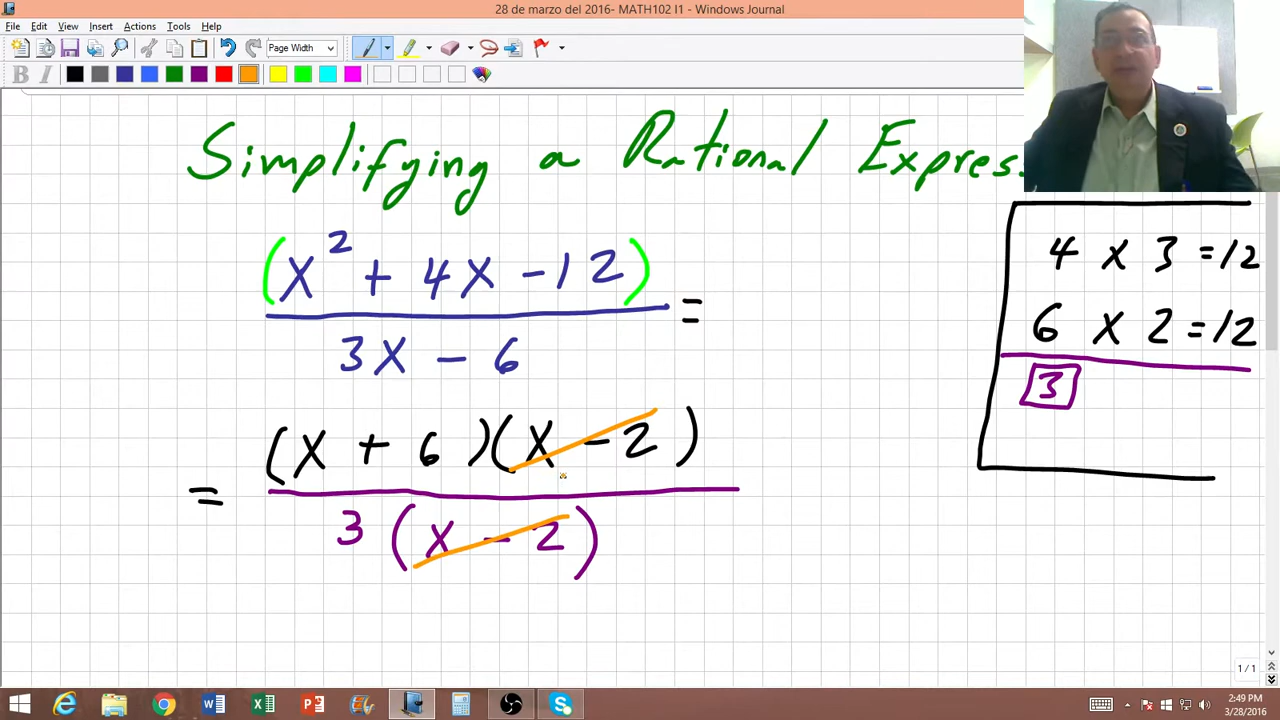 28 de marzo del 2016- MATH102 I1 - Windows Journal
File Edit View Insert Actions Tools Help
Page Width
B I
Simplifying a Rational Express
(x² + 4x -12)
=
3x - 6
(x + 6)(x - 2)
=
3 (x - 2)
4 x 3 =12
6 x 2 =12
3
1 / 1
2:49 PM
3/28/2016